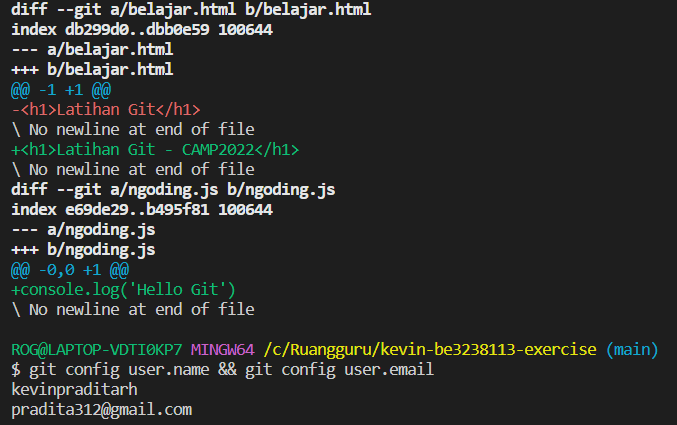 diff --git a/belajar.html b/belajar.html
index db299d0..dbb0e59 100644
--- a/belajar.html
+++ b/belajar.html
@@ -1 +1 @@
-<h1>Latihan Git</h1>
\ No newline at end of file
+<h1>Latihan Git - CAMP2022</h1>
\ No newline at end of file
diff --git a/ngoding.js b/ngoding.js
index e69de29..b495f81 100644
--- a/ngoding.js
+++ b/ngoding.js
@@ -0,0 +1 @@
+console.log('Hello Git')
\ No newline at end of file
ROG@LAPTOP-VDTI0KP7 MINGW64 /c/Ruangguru/kevin-be3238113-exercise (main)
$ git config user.name && git config user.email
kevinpraditarh
pradita312@gmail.com